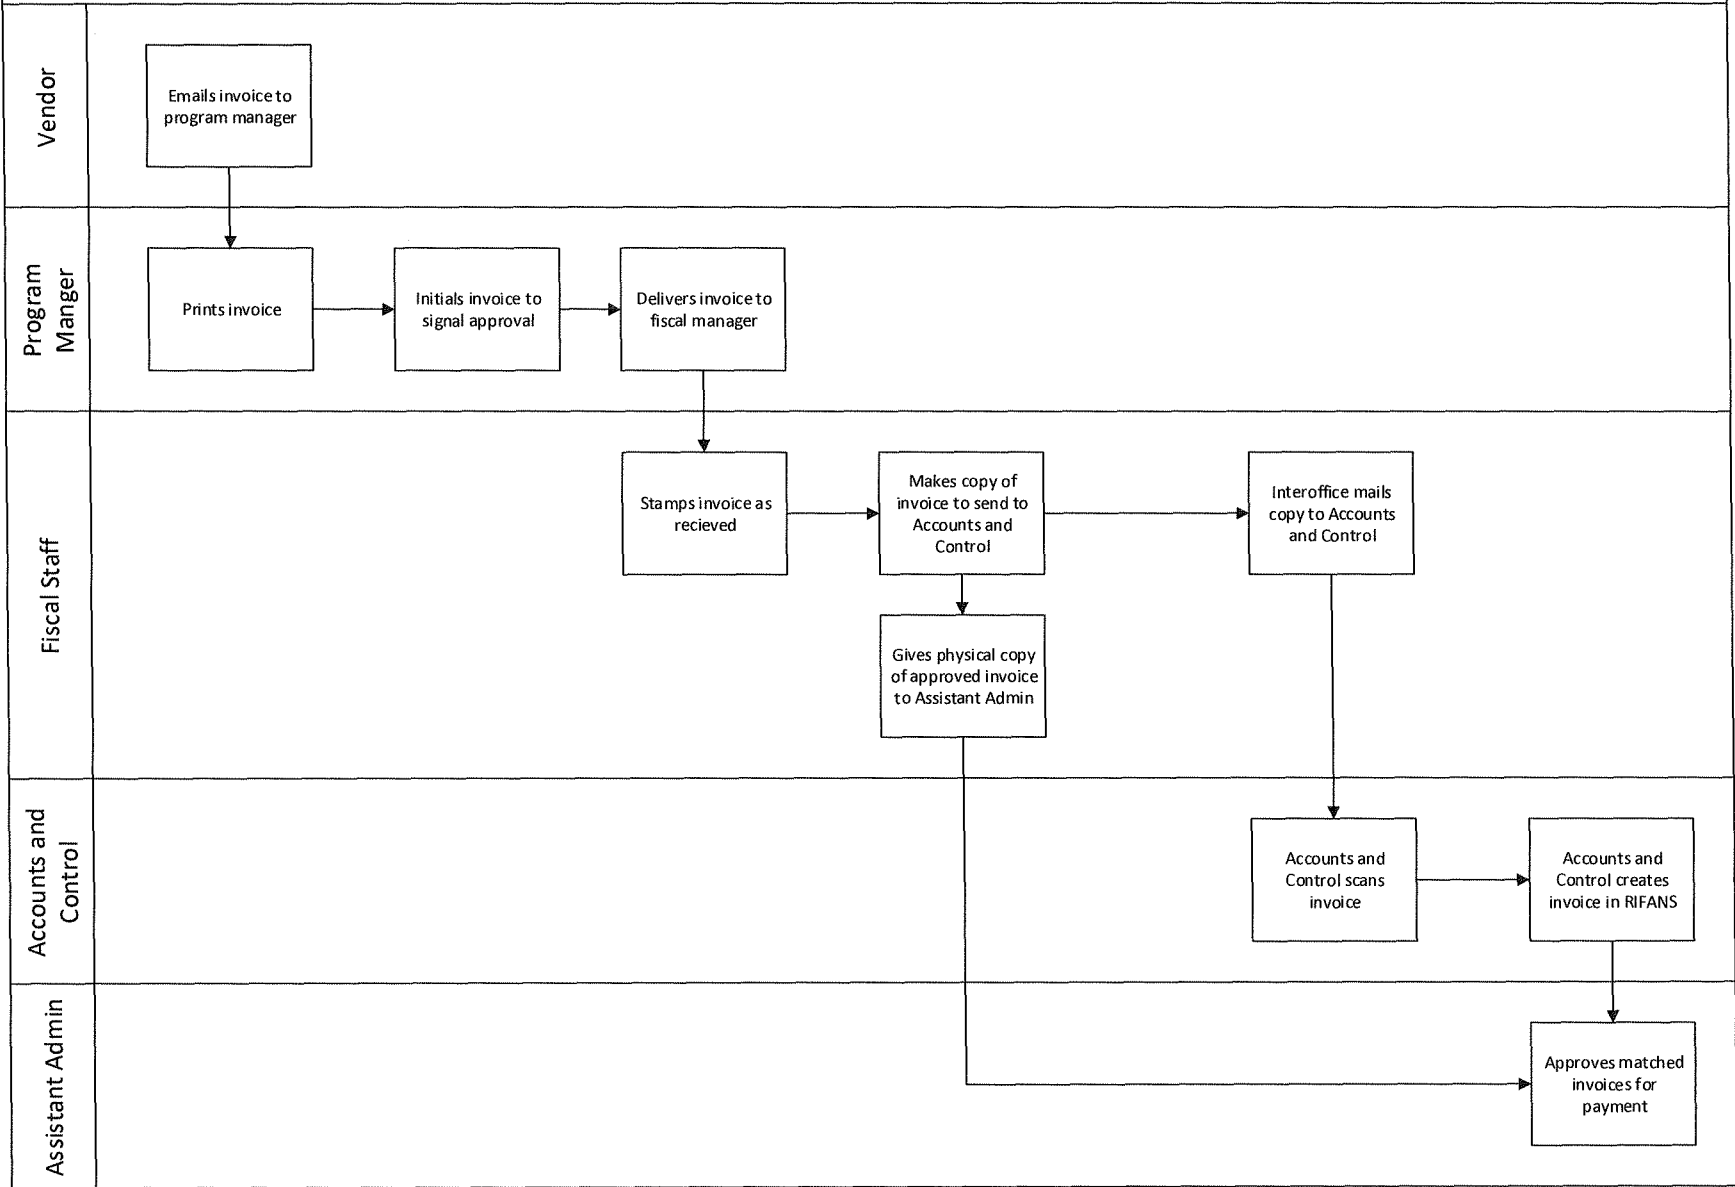 Vendor
Emails invoice to
program manager
Program
Manger
Prints invoice
Initials invoice to
signal approval
Delivers invoice to
fiscal manager
Fiscal Staff
Stamps invoice as
recieved
Makes copy of
invoice to send to
Accounts and
Control
Interoffice mails
copy to Accounts
and Control
Gives physical copy
of approved invoice
to Assistant Admin
Accounts and
Control
Accounts and
Control scans
invoice
Accounts and
Control creates
invoice in RIFANS
Assistant Admin
Approves matched
invoices for
payment